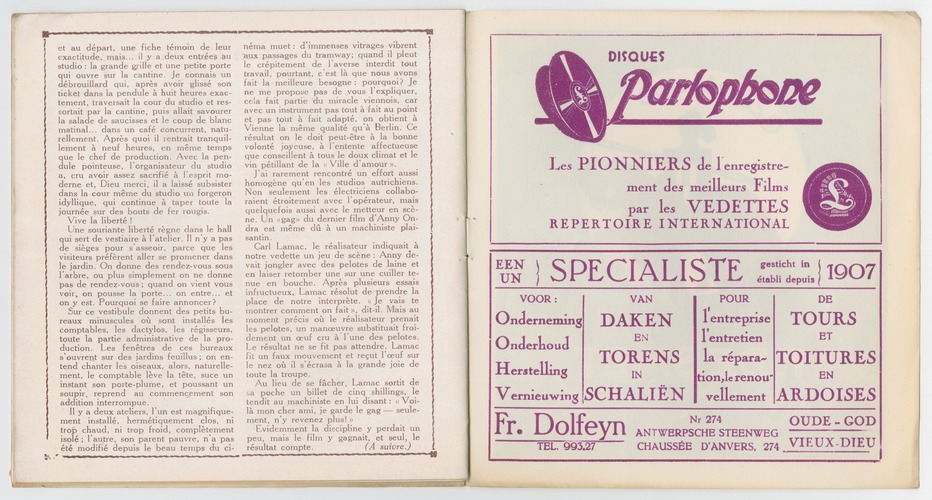 et au départ, une fiche témoin de leur
exactitude, mais... il y a deux entrées au
studio : la grande grille et une petite porte
qui ouvre sur la cantine. Je connais un
débrouillard qui, après avoir glissé son
ticket dans la pendule à huit heures exac-
tement, traversait la cour du studio et res-
sortait par la cantine, puis allait savourer
la salade de saucisses et le coup de blanc
matinal... dans un café concurrent, natu-
rellement. Après quoi il rentrait tranquil-
lement à neuf heures, en même temps
que le chef de production. Avec la pen-
dule pointeuse, l'organisateur du studio
a, cru avoir assez sacrifié à l'esprit mo-
derne et, Dieu merci, il a laissé subsister
dans la cour même du studio un forgeron
idyllique, qui continue à taper toute la
journée sur des bouts de fer rougis.
Vive la liberté !
Une souriante liberté règne dans le hall
qui sert de vestiaire à l'atelier. Il n'y a pas
de sièges pour s'asseoir, parce que les
visiteurs préfèrent aller se promener dans
le jardin. On donne des rendez-vous sous
l'arbre, ou plus simplement on ne donne
pas de rendez-vous ; quand on vient vous
voir, on pousse la porte... on entre... et
on y est. Pourquoi se faire annoncer ?
Sur ce vestibule donnent des petits bu-
reaux minuscules où sont installés les
comptables, les dactylos, les régisseurs,
toute la partie administrative de la pro-
duction. Les fenêtres de ces bureaux
s'ouvrent sur des jardins feuillus ; on en-
tend chanter les oiseaux, alors, naturelle-
ment, le comptable lève la tête, suce un
instant son porte-plume, et poussant un
soupir, reprend au commencement son
addition interrompue.
Il y a deux ateliers, l'un est magnifique-
ment installé, hermétiquement clos, ni
trop chaud, ni trop froid, complètement
isolé ; l'autre, son parent pauvre, n'a pas
été modifié depuis le beau temps du ci-
néma muet : d'immenses vitrages vibrent
aux passages du tramway; quand il pleut
le crépitement de l'averse interdit tout
travail, pourtant, c'est là que nous avons
fait la meilleure besogne : pourquoi ? Je
ne me propose pas de vous l'expliquer,
cela fait partie du miracle viennois, car
avec un instrument pas tout à fait au point
et pas tout à fait adapté, on obtient à
Vienne la même qualité qu'à Berlin. Ce
résultat on le doit peut-être à la bonne
volonté joyeuse, à l'entente affectueuse
que conseillent à tous le doux climat et le
vin pétillant de la « Ville d'amour ».
J'ai rarement rencontré un effort aussi
homogène qu'en les studios autrichiens.
Non seulement les électriciens collabo-
raient étroitement avec l'opérateur, mais
quelquefois aussi avec le metteur en scè-
ne. Un «gag» du dernier film d'Anny On-
dra est même dû à un machiniste plai-
santin.
Carl Lamac, le réalisateur indiquait à
notre vedette un jeu de scène : Anny de-
vait jongler avec des pelotes de laine et
en laisser retomber une sur une cuiller te-
nue en bouche. Après plusieurs essais
infructueux, Lamac résolut de prendre la
place de notre interprète. « Je vais te
montrer comment on fait », dit-il. Mais au
moment précis où le réalisateur prenait
les pelotes, un manœuvre substituait froi-
dement un œuf cru à l'une des pelotes.
Le résultat ne se fit pas attendre. Lamac
fit un faux mouvement et reçut l'œuf sur
le nez où il s'écrasa à la grande joie de
toute la troupe.
Au lieu de se fâcher, Lamac sortit de
sa poche un billet de cinq shillings, le
tendit au machiniste en lui disant : « Voi-
là mon cher ami, je garde le gag — seule-
ment, n'y revenez plus! »
Evidemment la discipline y perdait un
peu, mais le film y gagnait, et seul, le
résultat compte. (A suivre.)
DISQUES
Parlophone
Les PIONNIERS de l'enregistre-
ment des meilleurs Films
par les VEDETTES
REPERTOIRE INTERNATIONAL
EEN
UN } SPECIALISTE gesticht in
établi depuis } 1907
VOOR :
Onderneming
Onderhoud
Herstelling
Vernieuwing
VAN
DAKEN
EN
TORENS
IN
SCHALIËN
POUR
l'entreprise
l'entretien
la répara-
tion, le renou-
vellement
DE
TOURS
ET
TOITURES
EN
ARDOISES
Fr. Dolfeyn
TEL. 993,27
Nr 274
ANTWERPSCHE STEENWEG
CHAUSSÉE D'ANVERS, 274
OUDE - GOD
VIEUX-DIEU